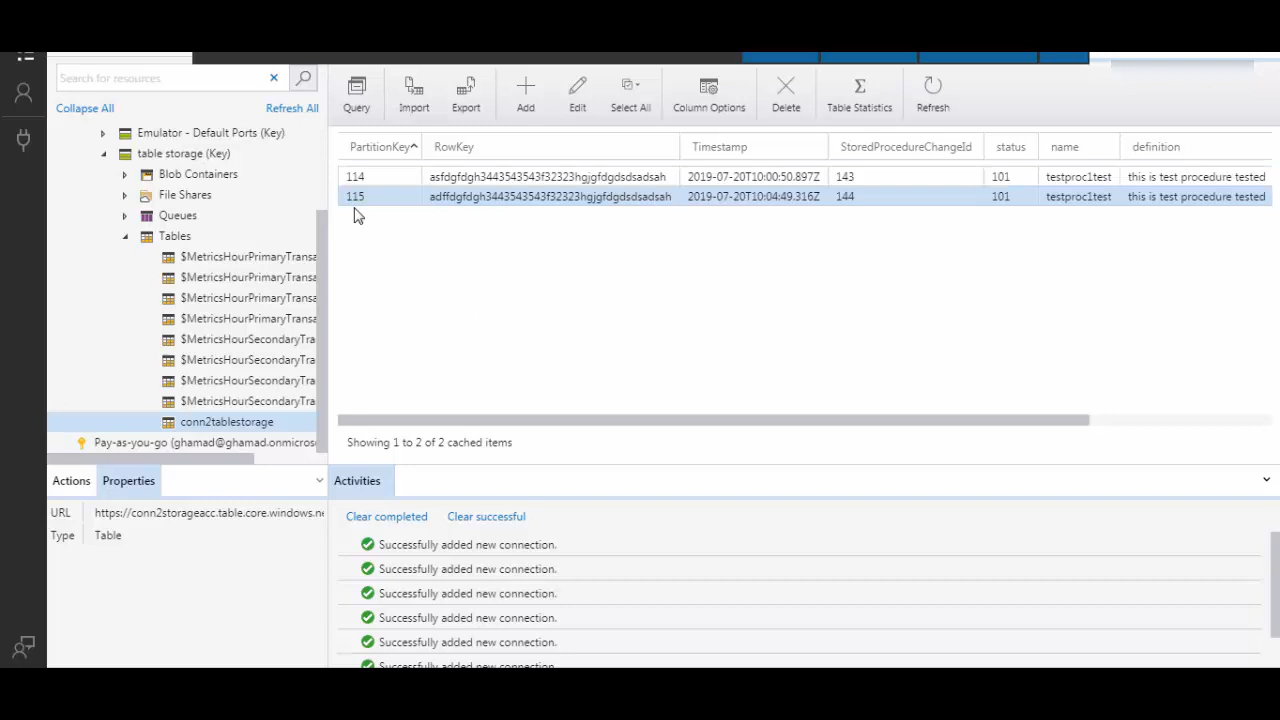 Search for resources
Collapse All Refresh All
Emulator - Default Ports (Key)
table storage (Key)
Blob Containers
File Shares
Queues
Tables
$MetricsHourPrimaryTransa
$MetricsHourPrimaryTransa
$MetricsHourPrimaryTransa
$MetricsHourPrimaryTransa
$MetricsHourSecondaryTra
$MetricsHourSecondaryTra
$MetricsHourSecondaryTra
$MetricsHourSecondaryTra
conn2tablestorage
Pay-as-you-go (ghamad@ghamad.onmicroso
Actions Properties
URL https://conn2storageacc.table.core.windows.ne
Type Table
Query Import Export Add Edit Select All Column Options Delete Table Statistics Refresh
PartitionKey RowKey Timestamp StoredProcedureChangeId status name definition
114 asfdgfdgh3443543543f32323hgjgfdgdsdsadsah 2019-07-20T10:00:50.897Z 143 101 testproc1test this is test procedure tested
115 adffdgfdgh3443543543f32323hgjgfdgdsdsadsah 2019-07-20T10:04:49.316Z 144 101 testproc1test this is test procedure tested
Showing 1 to 2 of 2 cached items
Activities
Clear completed Clear successful
Successfully added new connection.
Successfully added new connection.
Successfully added new connection.
Successfully added new connection.
Successfully added new connection.
Successfully added new connection.